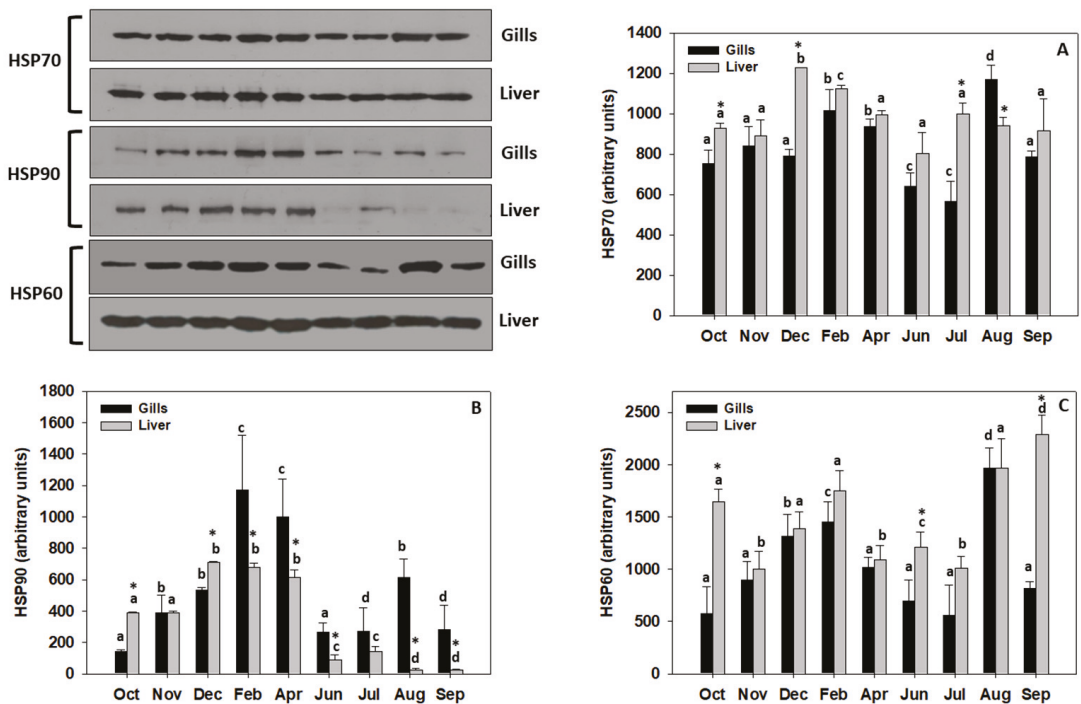 HSP70
Gills
Liver
HSP90
Gills
Liver
HSP60
Gills
Liver
A
Gills
Liver
HSP70 (arbitrary units)
1400
1200
1000
800
600
400
200
0
a * a
a a
a * b
b c
b a
c a
c * a
d *
a a
Oct Nov Dec Feb Apr Jun Jul Aug Sep
B
Gills
Liver
HSP90 (arbitrary units)
1800
1600
1400
1200
1000
800
600
400
200
0
a * a
b a
b * b
c * b
c * b
a * c
d c
b * d
d * d
Oct Nov Dec Feb Apr Jun Jul Aug Sep
C
Gills
Liver
HSP60 (arbitrary units)
2500
2000
1500
1000
500
0
a * a
a b
b a
c a
a b
a * c
a b
d a
a * d
Oct Nov Dec Feb Apr Jun Jul Aug Sep